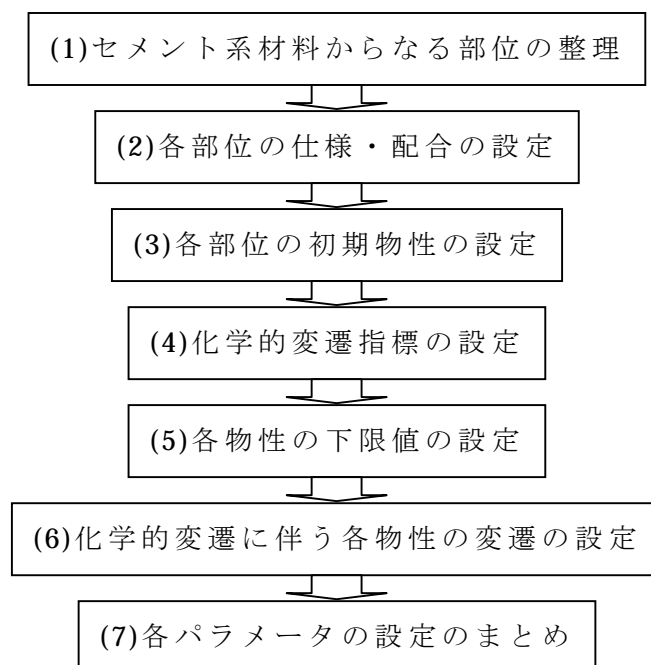 (1)セメント系材料からなる部位の整理
(2)各部位の仕様・配合の設定
(3)各部位の初期物性の設定
(4)化学的変遷指標の設定
(5)各物性の下限値の設定
(6)化学的変遷に伴う各物性の変遷の設定
(7)各パラメータの設定のまとめ